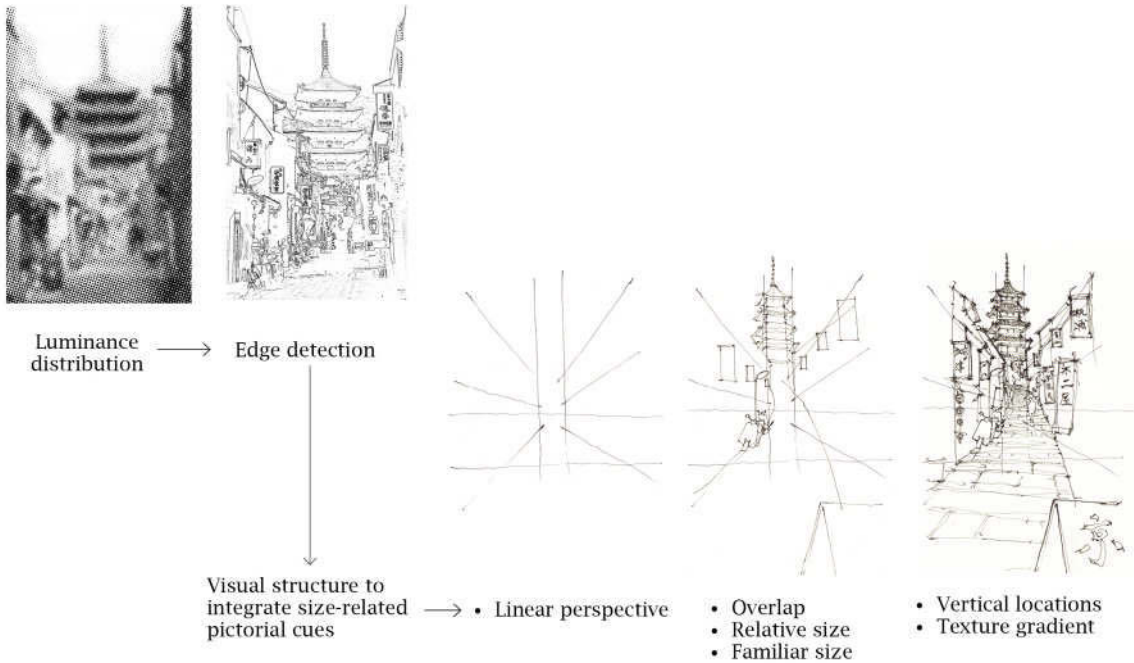 Luminance
distribution
Edge detection
Visual structure to
integrate size-related
pictorial cues
• Linear perspective
• Overlap
• Relative size
• Familiar size
• Vertical locations
• Texture gradient